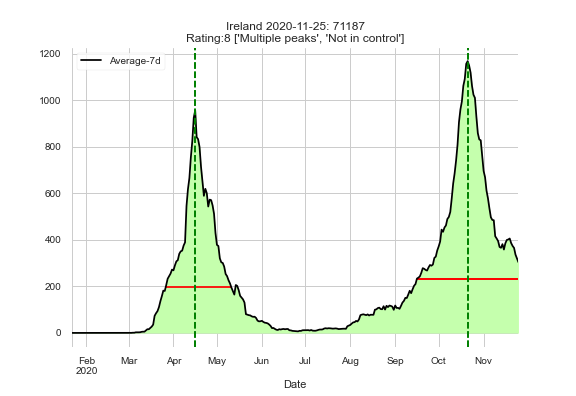 Ireland 2020-11-25: 71187
Rating:8 ['Multiple peaks', 'Not in control']
Average-7d
1200
1000
800
600
400
200
0
Feb Mar Apr May Jun Jul Aug Sep Oct Nov
2020
Date